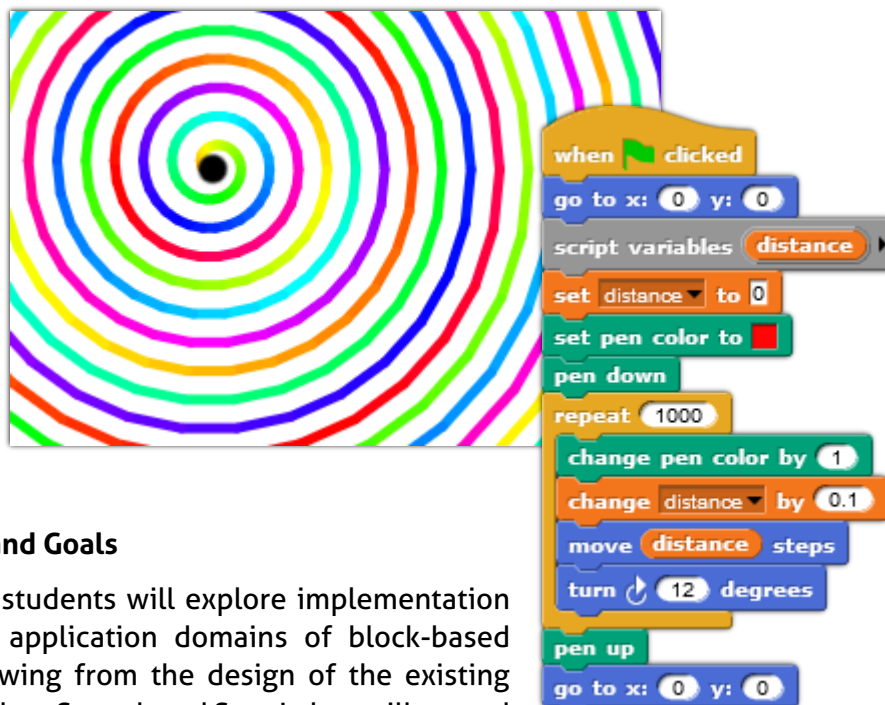 when clicked
go to x: 0 y: 0
script variables distance
set distance to 0
set pen color to
pen down
repeat 1000
change pen color by 1
change distance by 0.1
move distance steps
turn 12 degrees
pen up
go to x: 0 y: 0
and Goals
students will explore implementation
application domains of block-based
wing from the design of the existing